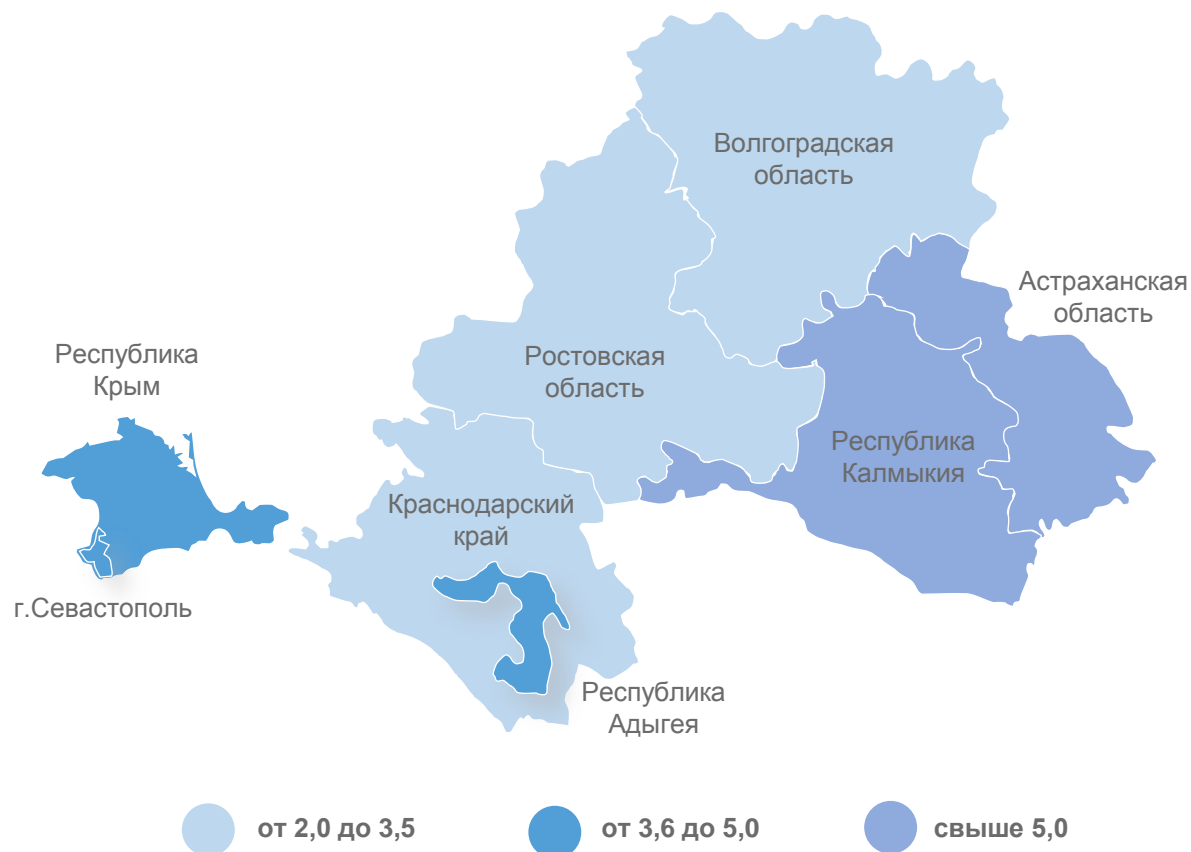 Волгоградская
область
Астраханская
область
Республика
Крым
Ростовская
область
Республика
Калмыкия
Краснодарский
край
г.Севастополь
Республика
Адыгея
от 2,0 до 3,5
от 3,6 до 5,0
свыше 5,0